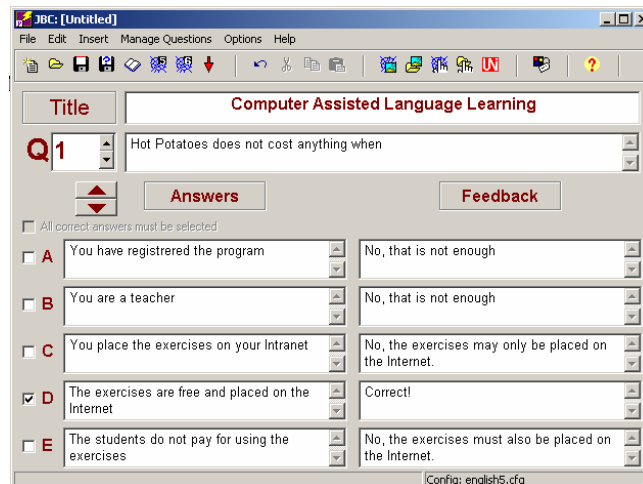 JBC: [Untitled]
File Edit Insert Manage Questions Options Help
Title
Computer Assisted Language Learning
Q 1
Hot Potatoes does not cost anything when
Answers
Feedback
All correct answers must be selected
A
You have registrered the program
No, that is not enough
B
You are a teacher
No, that is not enough
C
You place the exercises on your Intranet
No, the exercises may only be placed on
the Internet.
D
The exercises are free and placed on the
Internet
Correct!
E
The students do not pay for using the
exercises
No, the exercises must also be placed on
the Internet.
Config: english5.cfg